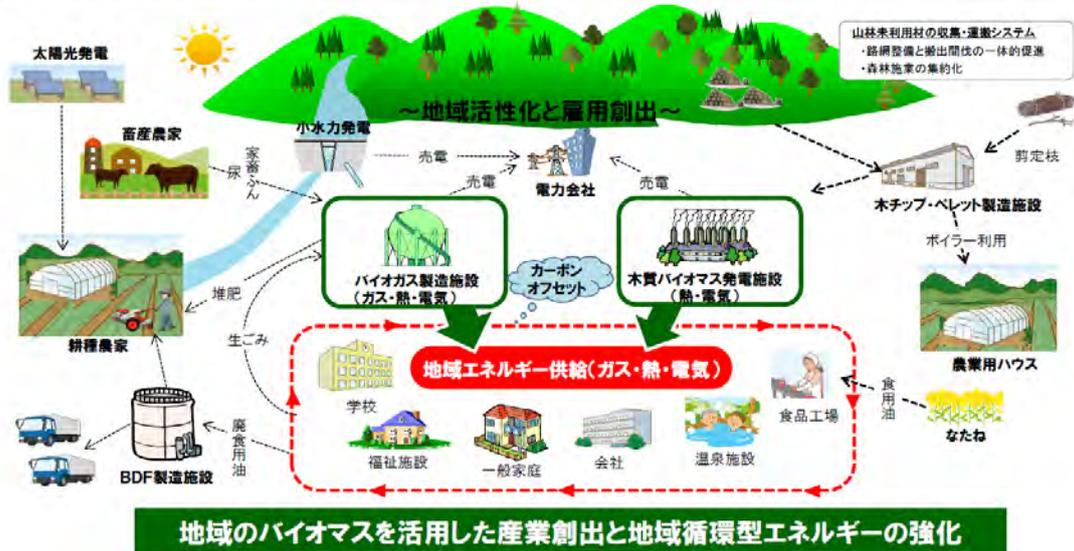 山林未利用材の収集・運搬システム
・路網整備と搬出間伐の一体的促進
・森林施業の集約化
太陽光発電
～地域活性化と雇用創出～
畜産農家
小水力発電
家畜ふん
尿
売電
電力会社
売電
売電
剪定枝
木チップ・ペレット製造施設
ボイラー利用
バイオガス製造施設
(ガス・熱・電気)
カーボン
オフセット
木質バイオマス発電施設
(熱・電気)
堆肥
耕種農家
生ごみ
農業用ハウス
地域エネルギー供給(ガス・熱・電気)
学校
食品工場
食用油
なたね
福祉施設
一般家庭
会社
温泉施設
廃食用油
BDF製造施設
地域のバイオマスを活用した産業創出と地域循環型エネルギーの強化